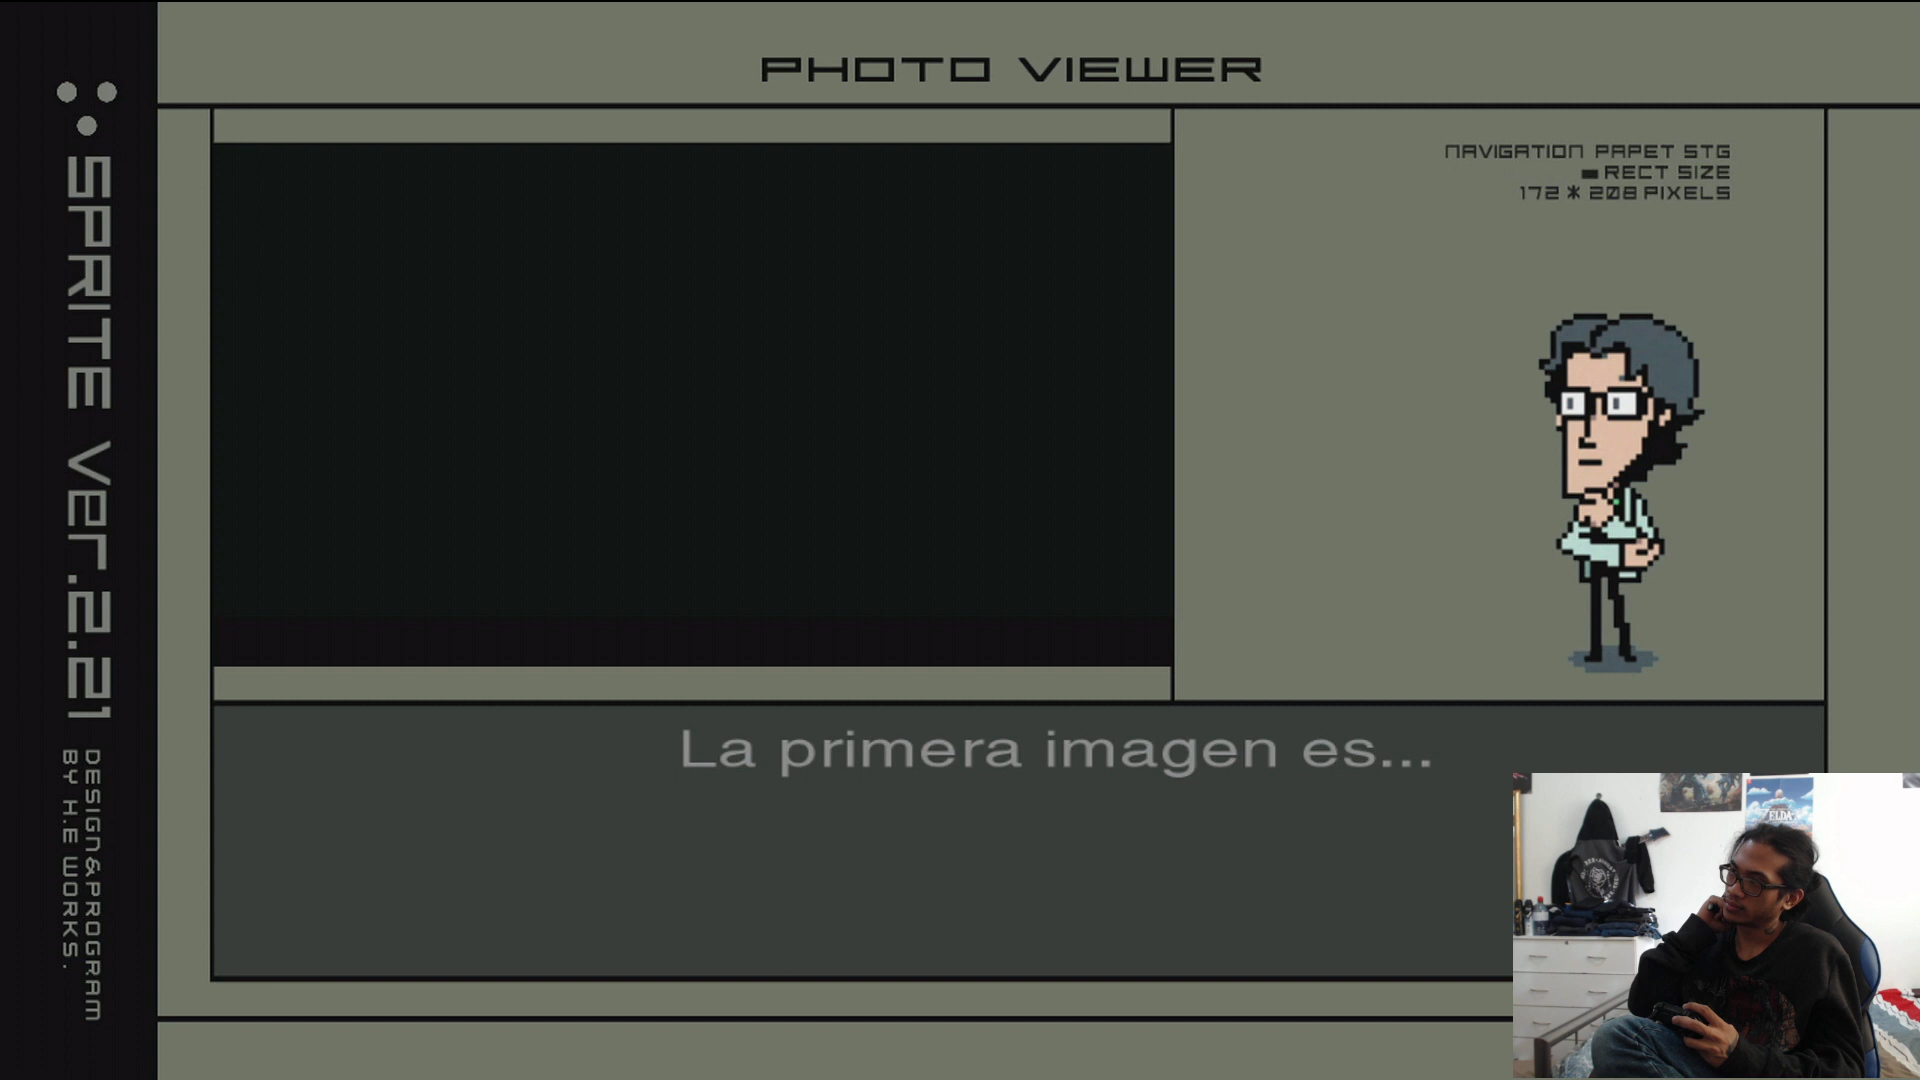 PHOTO VIEWER
SPRITE Ver.2.21
DESIGN&PROGRAM
BY H.E WORKS.
NAVIGATION PAPET STG
RECT SIZE
172 * 208 PIXELS
La primera imagen es...
ELDA